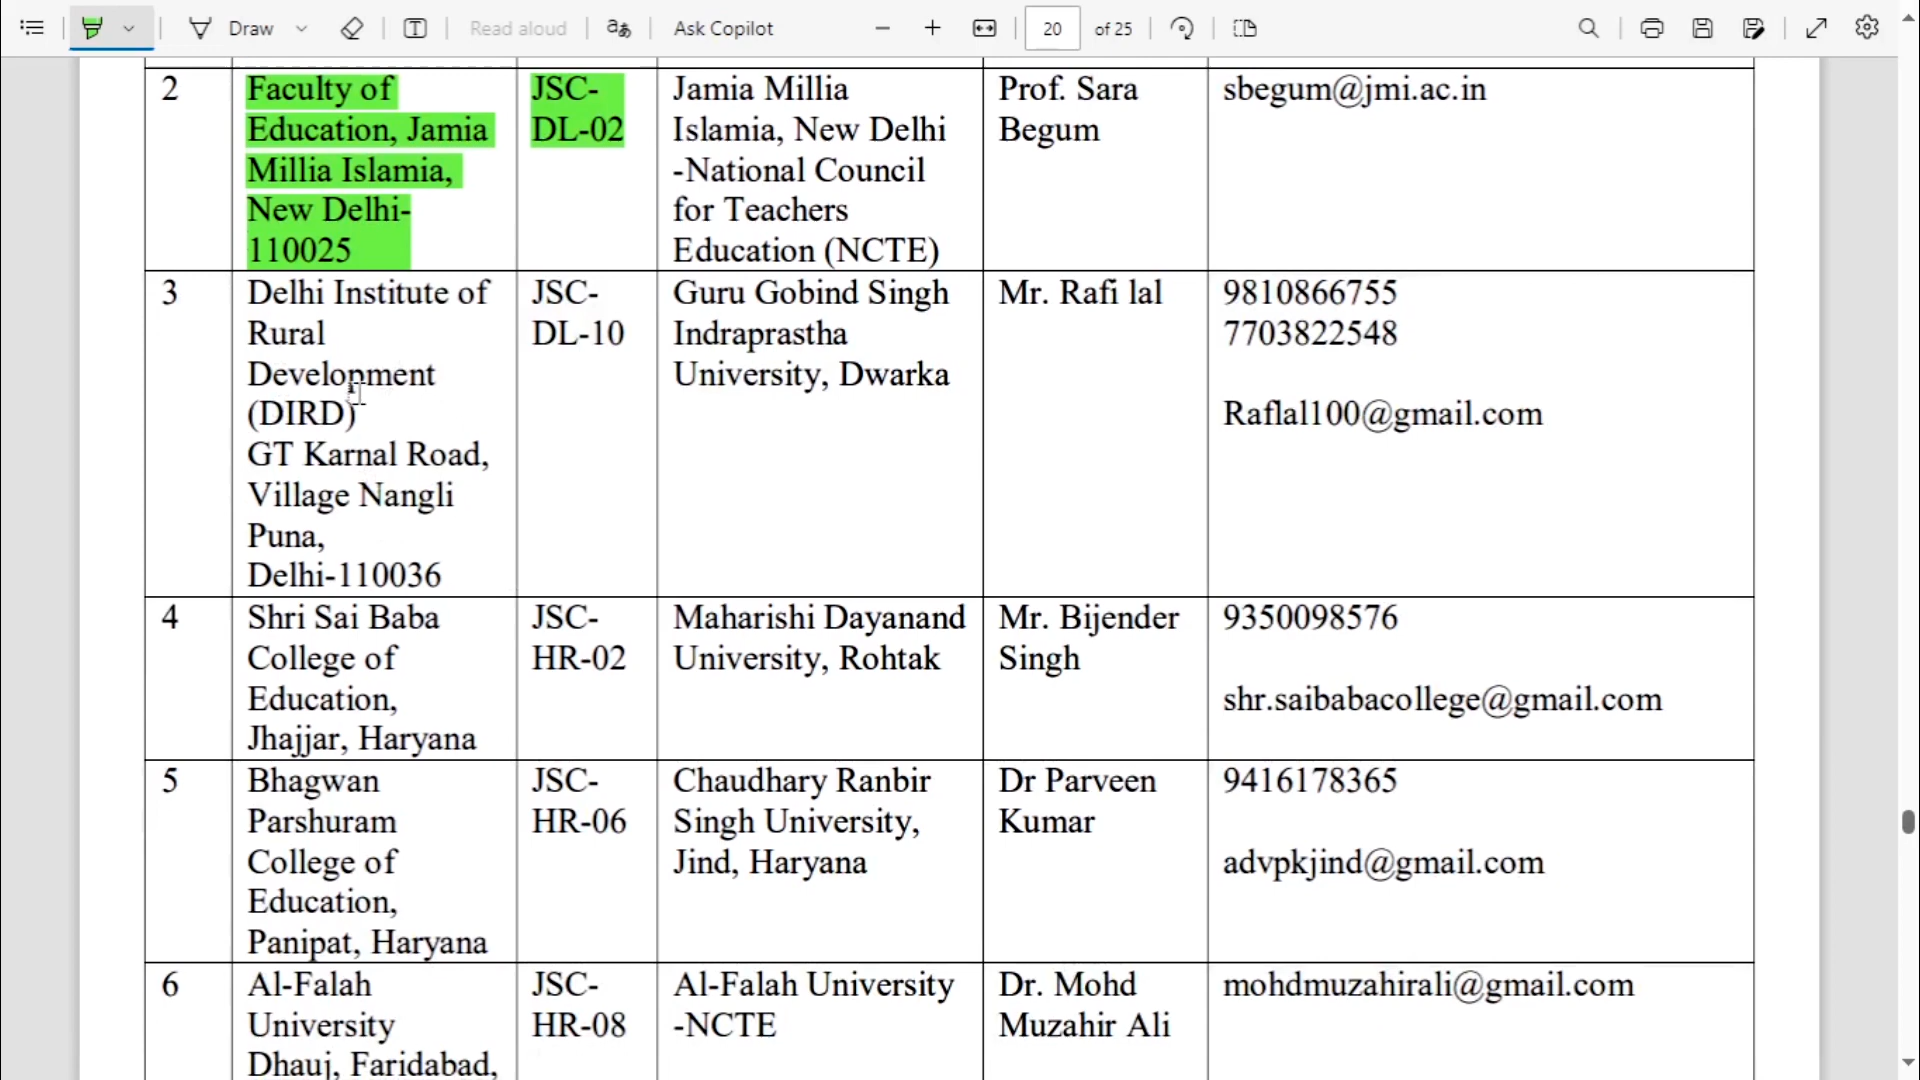 Draw
Read aloud
Ask Copilot
20 of 25
2
Faculty of
Education, Jamia
Millia Islamia,
New Delhi-
110025
JSC-
DL-02
Jamia Millia
Islamia, New Delhi
-National Council
for Teachers
Education (NCTE)
Prof. Sara
Begum
sbegum@jmi.ac.in
3
Delhi Institute of
Rural
Development
(DIRD)
GT Karnal Road,
Village Nangli
Puna,
Delhi-110036
JSC-
DL-10
Guru Gobind Singh
Indraprastha
University, Dwarka
Mr. Rafi lal
9810866755
7703822548
Raflal100@gmail.com
4
Shri Sai Baba
College of
Education,
Jhajjar, Haryana
JSC-
HR-02
Maharishi Dayanand
University, Rohtak
Mr. Bijender
Singh
9350098576
shr.saibabacollege@gmail.com
5
Bhagwan
Parshuram
College of
Education,
Panipat, Haryana
JSC-
HR-06
Chaudhary Ranbir
Singh University,
Jind, Haryana
Dr Parveen
Kumar
9416178365
advpkjind@gmail.com
6
Al-Falah
University
Dhauj, Faridabad,
JSC-
HR-08
Al-Falah University
-NCTE
Dr. Mohd
Muzahir Ali
mohdmuzahirali@gmail.com